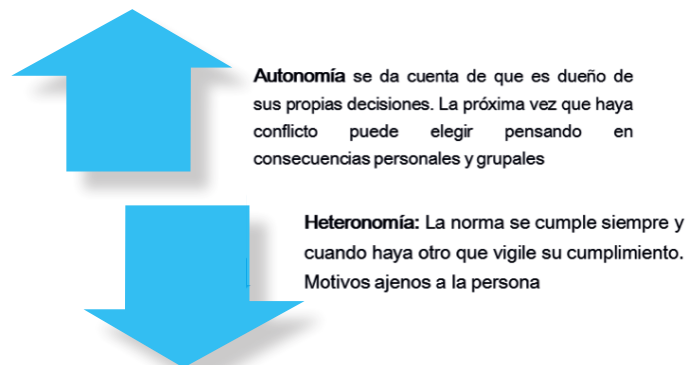 Autonomía se da cuenta de que es dueño de
sus propias decisiones. La próxima vez que haya
conflicto puede elegir pensando en
consecuencias personales y grupales
Heteronomía: La norma se cumple siempre y
cuando haya otro que vigile su cumplimiento.
Motivos ajenos a la persona